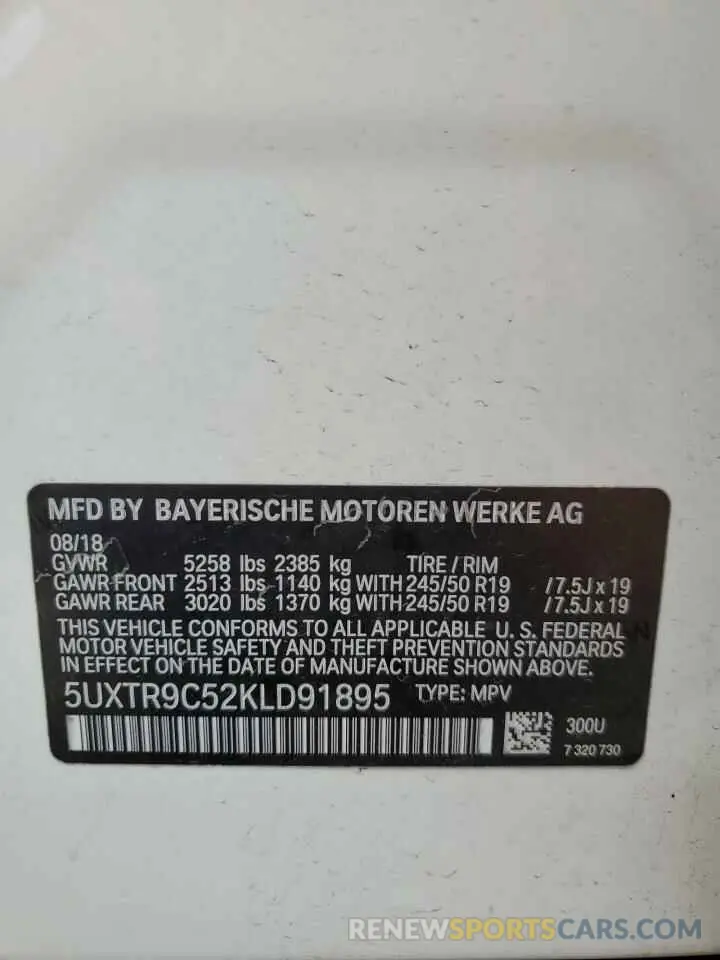 MFD BY BAYERISCHE MOTOREN WERKE AG
08/18
GVWR 5258 lbs 2385 kg TIRE / RIM
GAWR FRONT 2513 lbs 1140 kg WITH 245/50 R19 /7.5J x 19
GAWR REAR 3020 lbs 1370 kg WITH 245/50 R19 /7.5J x 19
THIS VEHICLE CONFORMS TO ALL APPLICABLE U. S. FEDERAL
MOTOR VEHICLE SAFETY AND THEFT PREVENTION STANDARDS
IN EFFECT ON THE DATE OF MANUFACTURE SHOWN ABOVE.
5UXTR9C52KLD91895 TYPE: MPV
300U
7 320 730
RENEWSPORTSCARS.COM